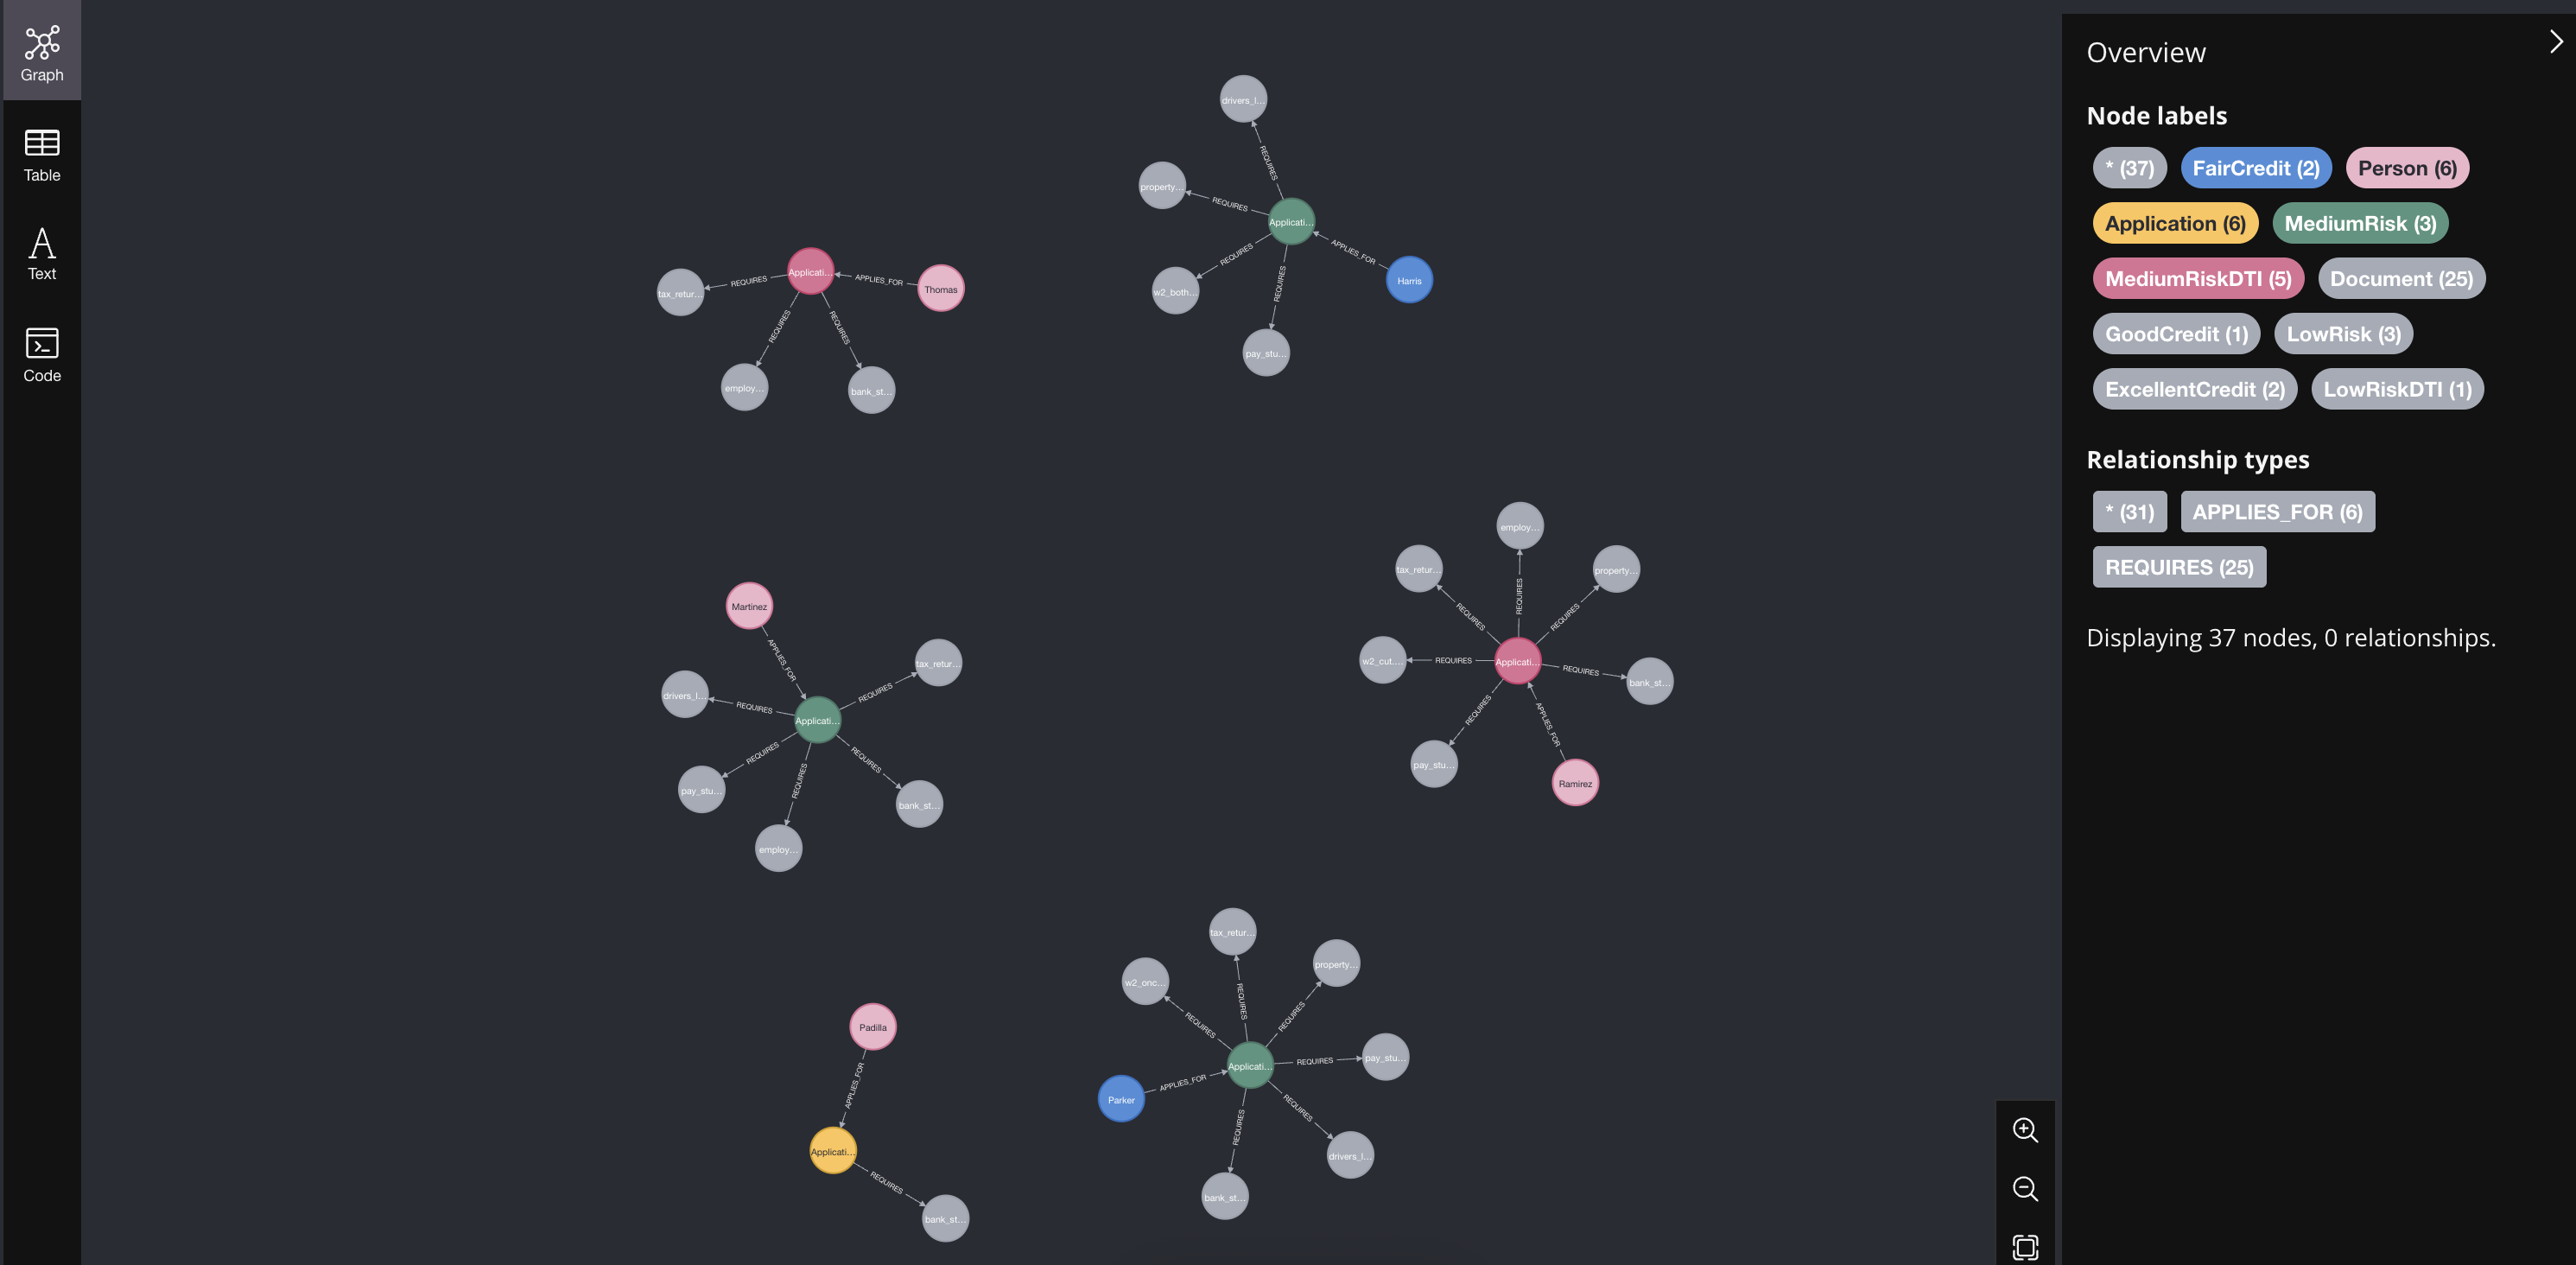 Graph
Table
Text
Code
drivers_l...
REQUIRES
property...
REQUIRES
Applicati...
REQUIRES
APPLIES_FOR
w2_both...
REQUIRES
Harris
pay_stu...
Applicati...
tax_retur...
REQUIRES
APPLIES_FOR
Thomas
REQUIRES
REQUIRES
employ...
bank_st...
Martinez
APPLIES_FOR
tax_retur...
drivers_l...
REQUIRES
REQUIRES
Applicati...
REQUIRES
REQUIRES
REQUIRES
pay_stu...
bank_st...
employ...
employ...
tax_retur...
property...
REQUIRES
REQUIRES
REQUIRES
w2_cut....
REQUIRES
Applicati...
REQUIRES
bank_st...
REQUIRES
APPLIES_FOR
pay_stu...
Ramirez
Padilla
APPLIES_FOR
Applicati...
REQUIRES
bank_st...
tax_retur...
property...
w2_onc...
REQUIRES
REQUIRES
REQUIRES
Applicati...
REQUIRES
pay_stu...
Parker
APPLIES_FOR
REQUIRES
REQUIRES
drivers_l...
bank_st...
Overview
Node labels
* (37) FairCredit (2) Person (6)
Application (6) MediumRisk (3)
MediumRiskDTI (5) Document (25)
GoodCredit (1) LowRisk (3)
ExcellentCredit (2) LowRiskDTI (1)
Relationship types
* (31) APPLIES_FOR (6)
REQUIRES (25)
Displaying 37 nodes, 0 relationships.